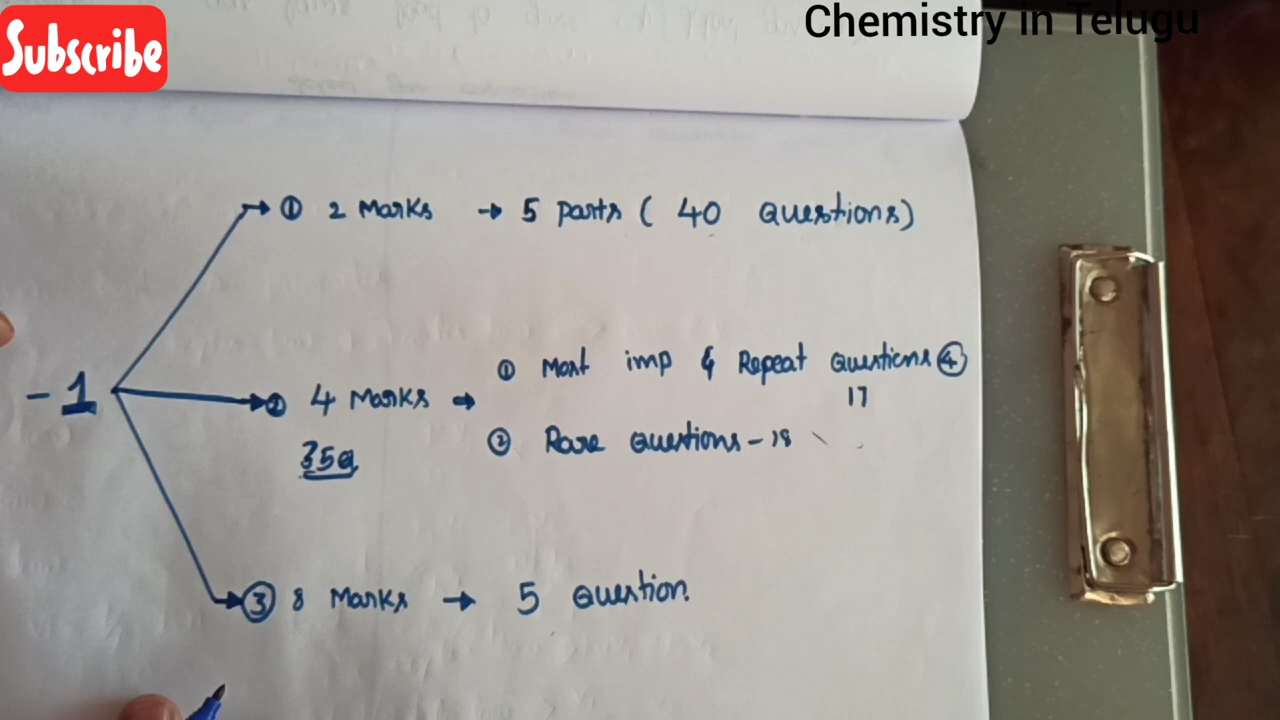 Subscribe
Chemistry in Telugu
① 2 Marks → 5 parts ( 40 Questions)
① Most imp & Repeat Questions ④
17
- 1
② 4 Marks →
② Rare Questions - 18
35Q
③ 8 Marks → 5 Question